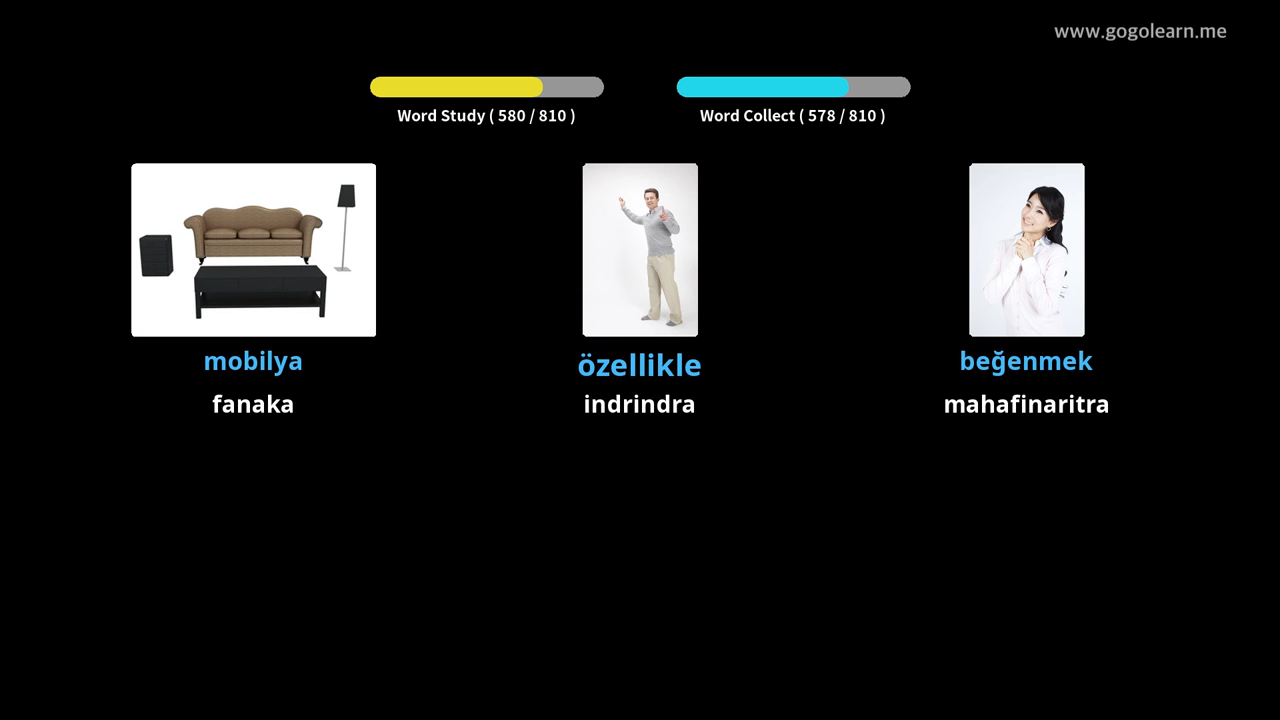 www.gogolearn.me
Word Study ( 580 / 810 )
Word Collect ( 578 / 810 )
mobilya
özellikle
beğenmek
fanaka
indrindra
mahafinaritra